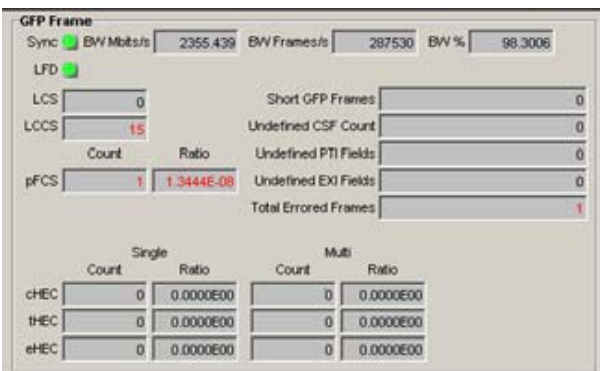 GFP Frame
Sync BW Mbits/s 2355.439 BW Frames/s 287530 BW % 98.3006
LFD
LCS 0 Short GFP Frames 0
LCCS 15 Undefined CSF Count 0
Count Ratio Undefined PTI Fields 0
pFCS 1 1.3444E-08 Undefined EXI Fields 0
Total Errored Frames 1
Single Multi
Count Ratio Count Ratio
cHEC 0 0.0000E00 0 0.0000E00
tHEC 0 0.0000E00 0 0.0000E00
eHEC 0 0.0000E00 0 0.0000E00